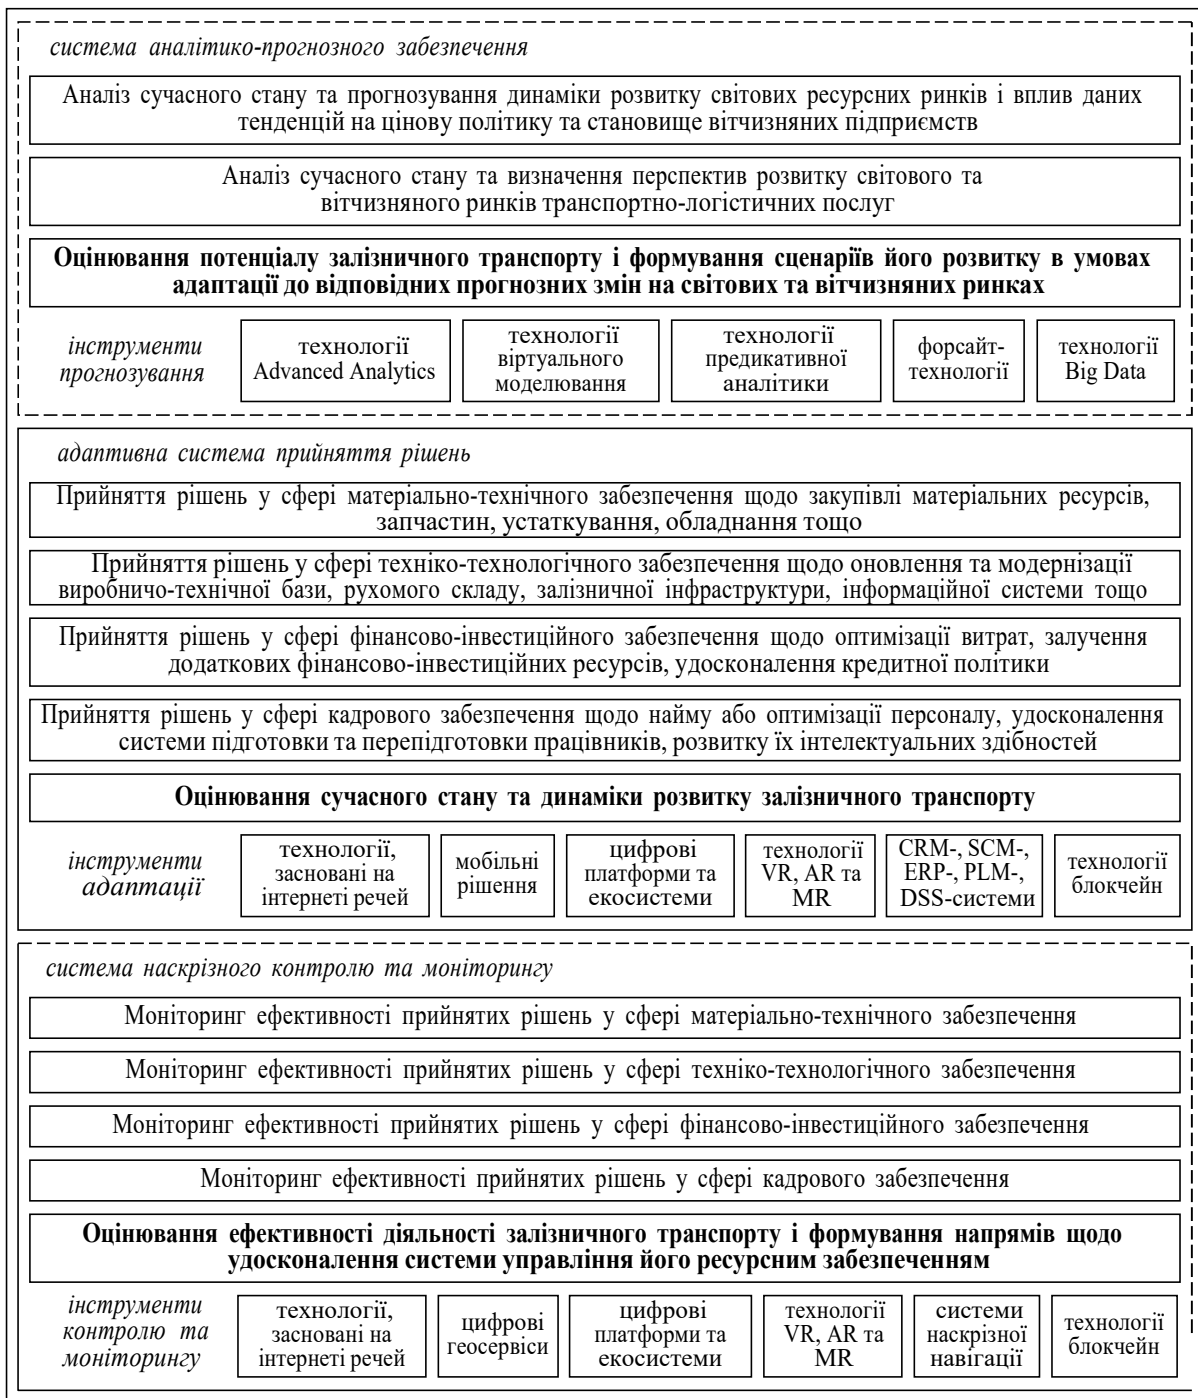 система аналітико-прогнозного забезпечення
Аналіз сучасного стану та прогнозування динаміки розвитку світових ресурсних ринків і вплив даних
тенденцій на цінову політику та становище вітчизняних підприємств
Аналіз сучасного стану та визначення перспектив розвитку світового та
вітчизняного ринків транспортно-логістичних послуг
Оцінювання потенціалу залізничного транспорту і формування сценаріїв його розвитку в умовах
адаптації до відповідних прогнозних змін на світових та вітчизняних ринках
інструменти
прогнозування
технології
Advanced Analytics
технології
віртуального
моделювання
технології
предикативної
аналітики
форсайт-
технології
технології
Big Data
адаптивна система прийняття рішень
Прийняття рішень у сфері матеріально-технічного забезпечення щодо закупівлі матеріальних ресурсів,
запчастин, устаткування, обладнання тощо
Прийняття рішень у сфері техніко-технологічного забезпечення щодо оновлення та модернізації
виробничо-технічної бази, рухомого складу, залізничної інфраструктури, інформаційної системи тощо
Прийняття рішень у сфері фінансово-інвестиційного забезпечення щодо оптимізації витрат, залучення
додаткових фінансово-інвестиційних ресурсів, удосконалення кредитної політики
Прийняття рішень у сфері кадрового забезпечення щодо найму або оптимізації персоналу, удосконалення
системи підготовки та перепідготовки працівників, розвитку їх інтелектуальних здібностей
Оцінювання сучасного стану та динаміки розвитку залізничного транспорту
інструменти
адаптації
технології,
засновані на
інтернеті речей
мобільні
рішення
цифрові
платформи та
екосистеми
технології
VR, AR та
MR
CRM-, SCM-,
ERP-, PLM-,
DSS-системи
технології
блокчейн
система наскрізного контролю та моніторингу
Моніторинг ефективності прийнятих рішень у сфері матеріально-технічного забезпечення
Моніторинг ефективності прийнятих рішень у сфері техніко-технологічного забезпечення
Моніторинг ефективності прийнятих рішень у сфері фінансово-інвестиційного забезпечення
Моніторинг ефективності прийнятих рішень у сфері кадрового забезпечення
Оцінювання ефективності діяльності залізничного транспорту і формування напрямів щодо
удосконалення системи управління його ресурсним забезпеченням
інструменти
контролю та
моніторингу
технології,
засновані на
інтернеті речей
цифрові
геосервіси
цифрові
платформи та
екосистеми
технології
VR, AR та
MR
системи
наскрізної
навігації
технології
блокчейн